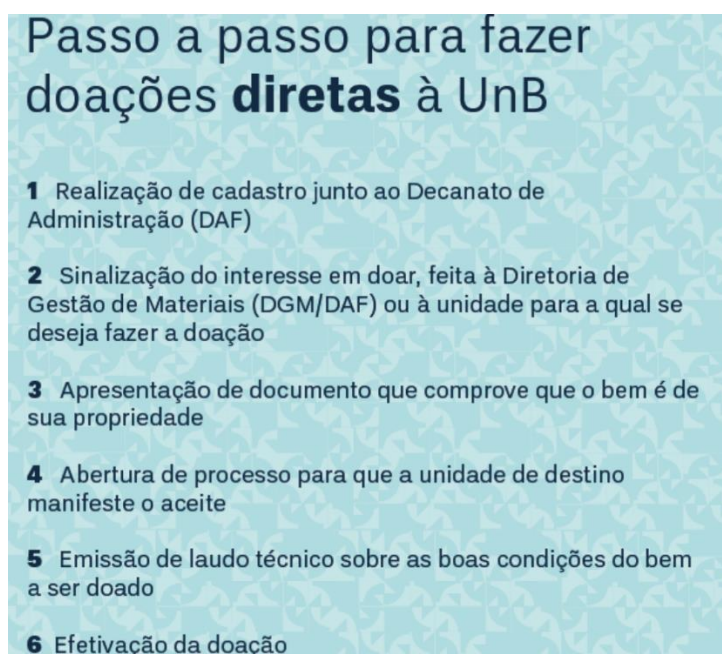 Passo a passo para fazer
doações diretas à UnB
1 Realização de cadastro junto ao Decanato de
Administração (DAF)
2 Sinalização do interesse em doar, feita à Diretoria de
Gestão de Materiais (DGM/DAF) ou à unidade para a qual se
deseja fazer a doação
3 Apresentação de documento que comprove que o bem é de
sua propriedade
4 Abertura de processo para que a unidade de destino
manifeste o aceite
5 Emissão de laudo técnico sobre as boas condições do bem
a ser doado
6 Efetivação da doação